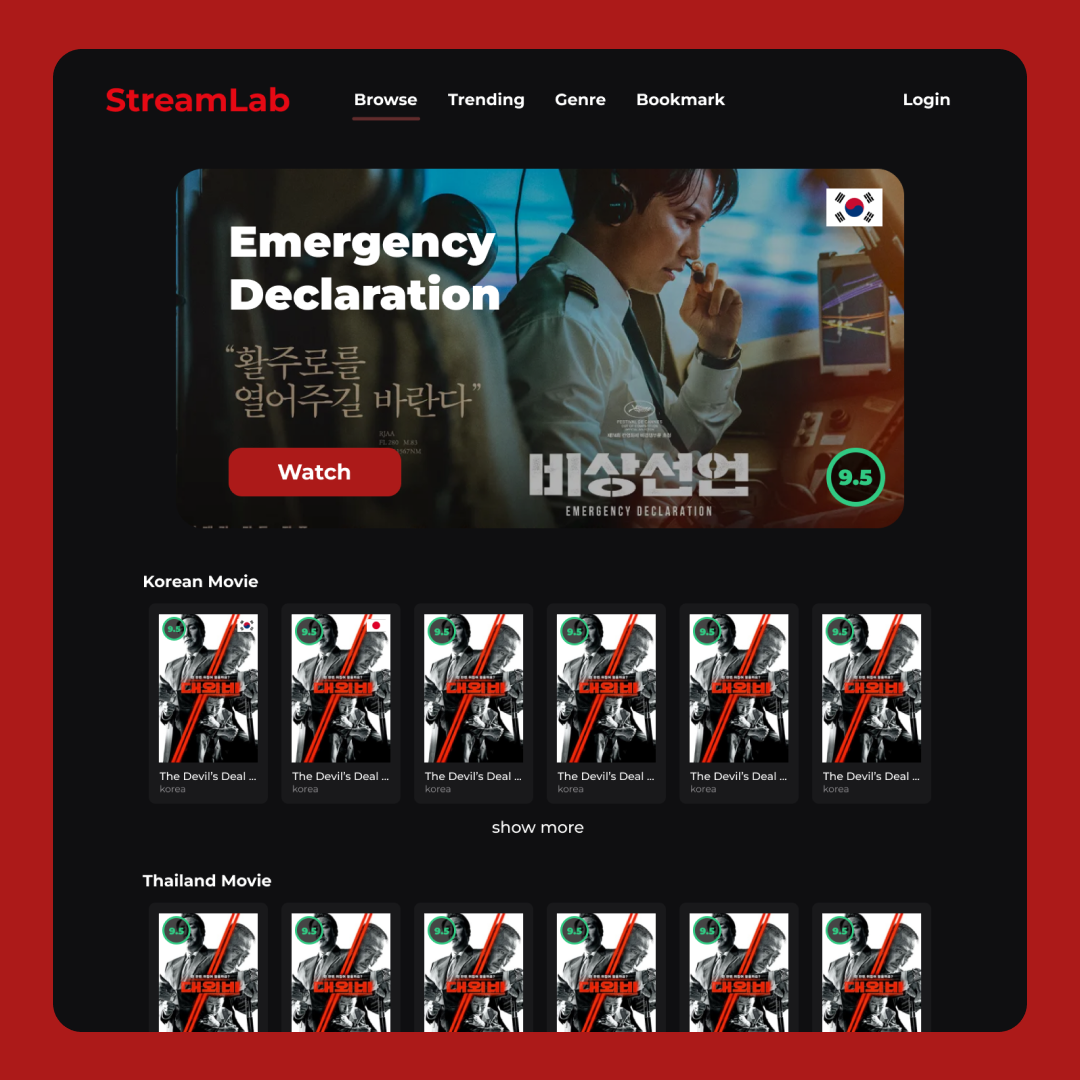 StreamLab
Browse
Trending
Genre
Bookmark
Login
Emergency
Declaration
“활주로를
열어주길 바란다”
RJAA
비상선언
EMERGENCY DECLARATION
Watch
9.5
Korean Movie
9.5
9.5
9.5
9.5
9.5
9.5
대외비
대외비
대외비
대외비
대외비
대외비
The Devil’s Deal ...
The Devil’s Deal ...
The Devil’s Deal ...
The Devil’s Deal ...
The Devil’s Deal ...
The Devil’s Deal ...
korea
korea
korea
korea
korea
korea
show more
Thailand Movie
9.5
9.5
9.5
9.5
9.5
9.5
대외비
대외비
대외비
대외비
대외비
대외비